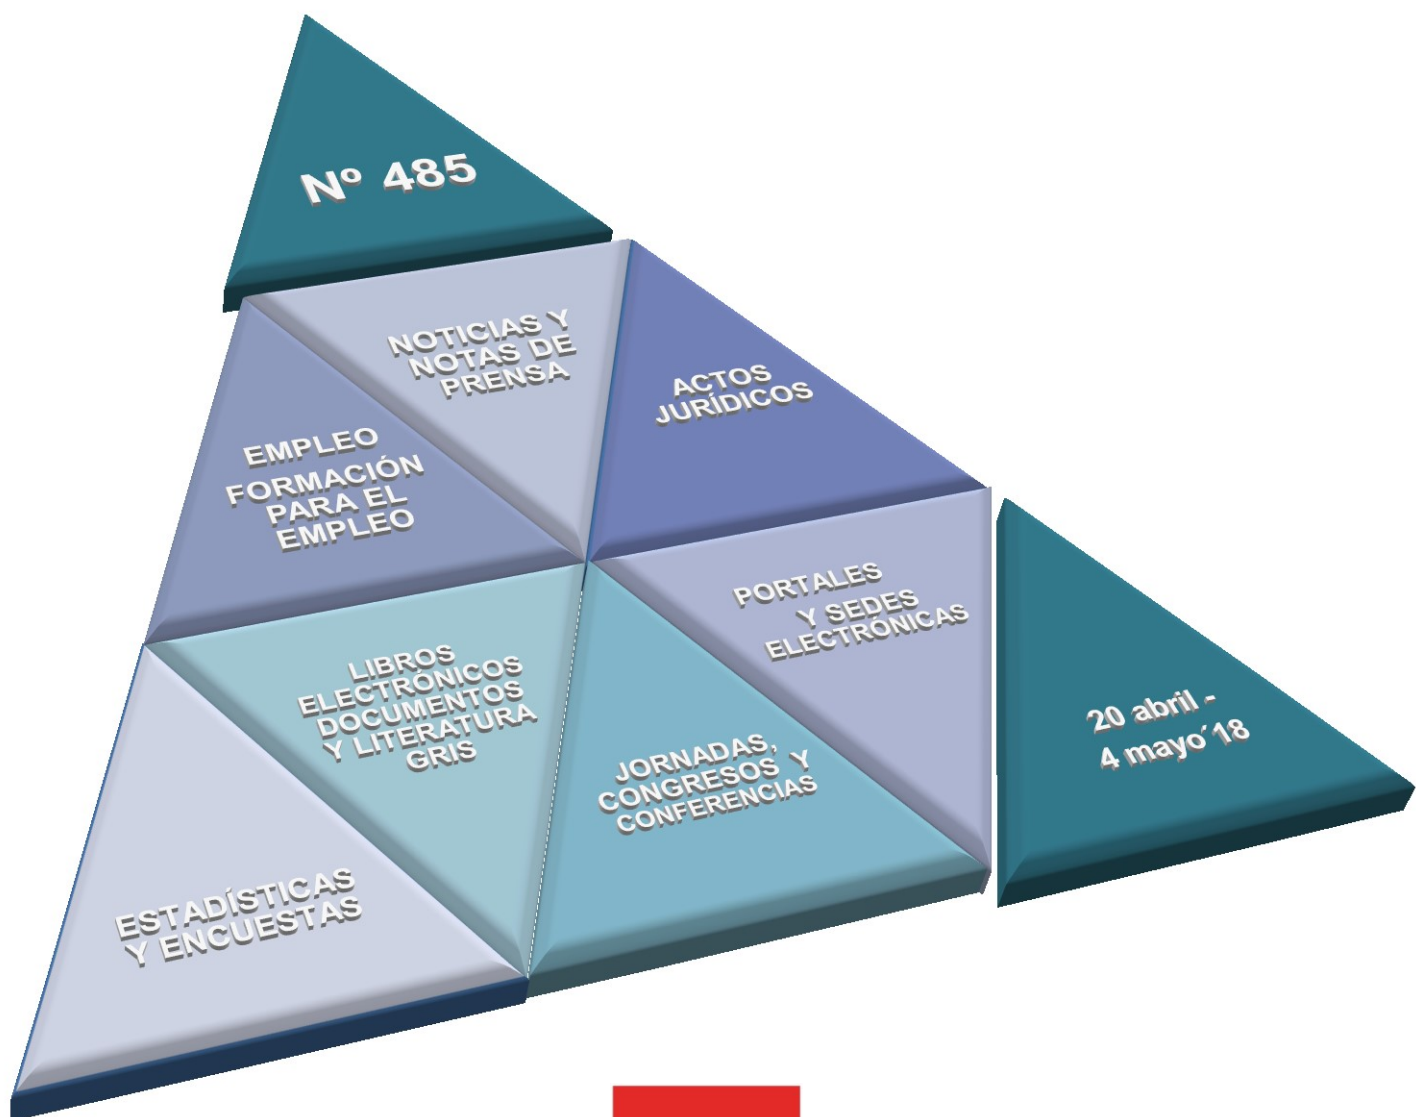 Nº 485
NOTICIAS Y
NOTAS DE
PRENSA
ACTOS
JURÍDICOS
EMPLEO
FORMACIÓN
PARA EL
EMPLEO
PORTALES
Y SEDES
ELECTRÓNICAS
LIBROS
ELECTRÓNICOS
DOCUMENTOS
Y LITERATURA
GRIS
JORNADAS,
CONGRESOS Y
CONFERENCIAS
20 abril -
4 mayo´18
ESTADÍSTICAS
Y ENCUESTAS